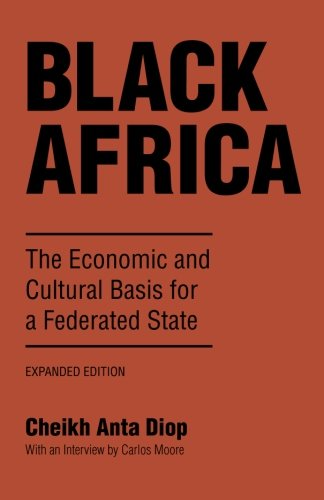 BLACK
AFRICA
The Economic and
Cultural Basis for
a Federated State
EXPANDED EDITION
Cheikh Anta Diop
With an Interview by Carlos Moore